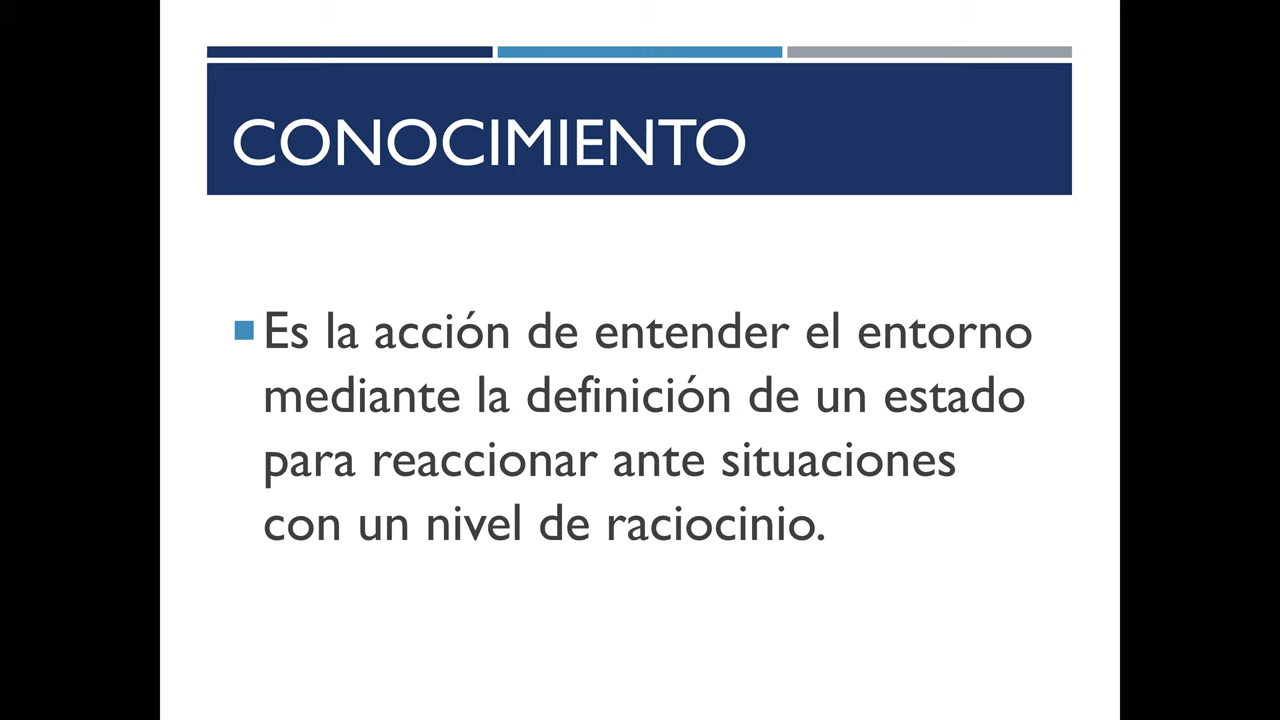 CONOCIMIENTO
Es la acción de entender el entorno
mediante la definición de un estado
para reaccionar ante situaciones
con un nivel de raciocinio.